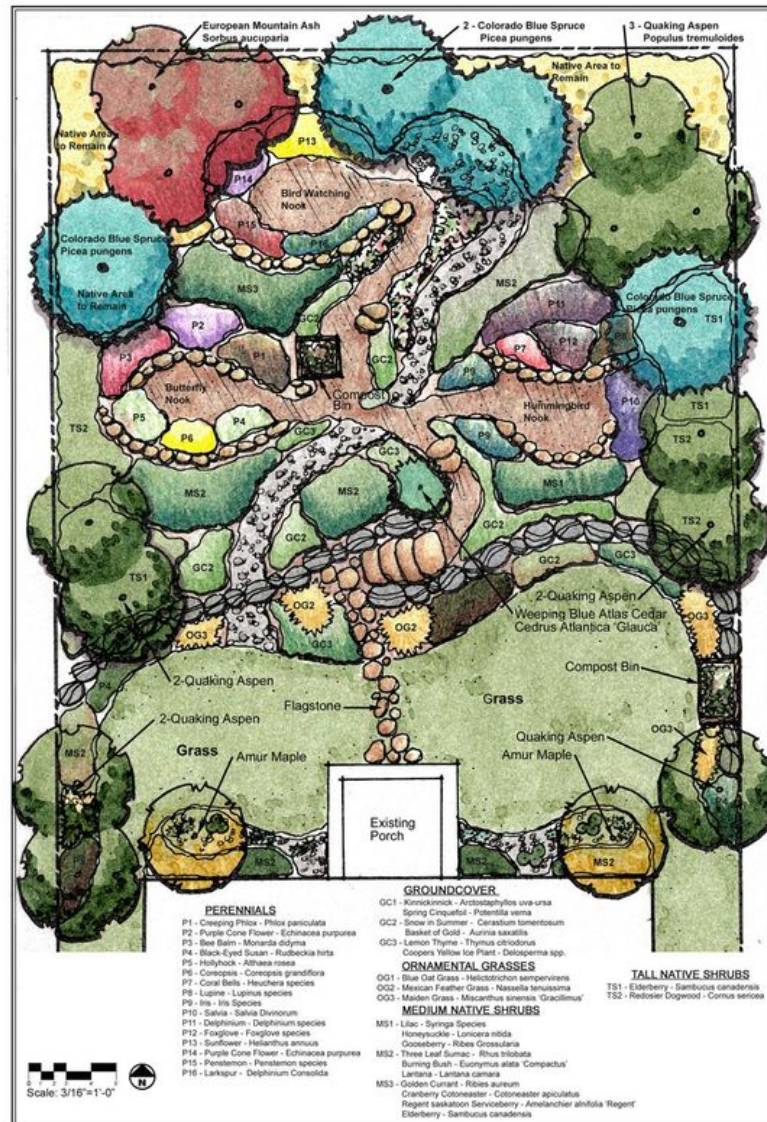 European Mountain Ash
Sorbus aucuparia
2 - Colorado Blue Spruce
Picea pungens
3 - Quaking Aspen
Populus tremuloides
Native Area to
Remain
Native Area
to Remain
P13
P14
Bird Watching
Nook
P15
P16
Colorado Blue Spruce
Picea pungens
Native Area
to Remain
MS3
MS2
P11
Colorado Blue Spruce
Picea pungens
TS1
P2
GC2
P12
P7
P8
P3
P1
GC2
P9
Butterfly
Nook
Compost
Bin
Hummingbird
Nook
P10
TS1
P5
P4
P6
TS2
GC3
GC3
P9
TS2
MS2
MS2
MS1
GC2
GC2
GC2
GC3
TS2
TS1
OG2
OG2
OG3
GC3
OG3
2-Quaking Aspen
Weeping Blue Atlas Cedar
Cedrus Atlantica 'Glauca'
Compost Bin
P4
2-Quaking Aspen
2-Quaking Aspen
Flagstone
Grass
Grass
MS2
OG3
Quaking Aspen
Amur Maple
Amur Maple
P4
Existing
Porch
MS2
MS2
MS2
PERENNIALS
P1 - Creeping Phlox - Phlox paniculata
P2 - Purple Cone Flower - Echinacea purpurea
P3 - Bee Balm - Monarda didyma
P4 - Black-Eyed Susan - Rudbeckia hirta
P5 - Hollyhock - Althaea rosea
P6 - Coreopsis - Coreopsis grandiflora
P7 - Coral Bells - Heuchera species
P8 - Lupine - Lupinus species
P9 - Iris - Iris Species
P10 - Salvia - Salvia Divinorum
P11 - Delphinium - Delphinium species
P12 - Foxglove - Foxglove species
P13 - Sunflower - Helianthus annuus
P14 - Purple Cone Flower - Echinacea purpurea
P15 - Penstemon - Penstemon species
P16 - Larkspur - Delphinium Consolida
GROUNDCOVER
GC1 - Kinnickinnick - Arctostaphyllos uva-ursa
Spring Cinquefoil - Potentilla verna
GC2 - Snow in Summer - Cerastium tomentosum
Basket of Gold - Aurinia saxatilis
GC3 - Lemon Thyme - Thymus citriodorus
Coopers Yellow Ice Plant - Delosperma spp.
ORNAMENTAL GRASSES
OG1 - Blue Oat Grass - Helictotrichon sempervirens
OG2 - Mexican Feather Grass - Nassella tenuissima
OG3 - Maiden Grass - Miscanthus sinensis 'Gracillimus'
MEDIUM NATIVE SHRUBS
MS1 - Lilac - Syringa Species
Honeysuckle - Lonicera nitida
Gooseberry - Ribes Grossularia
MS2 - Three Leaf Sumac - Rhus trilobata
Burning Bush - Euonymus alata 'Compactus'
Lantana - Lantana camara
MS3 - Golden Currant - Ribies aureum
Cranberry Cotoneaster - Cotoneaster apiculatus
Regent saskatoon Serviceberry - Amelanchier alnifolia 'Regent'
Elderberry - Sambucus canadensis
TALL NATIVE SHRUBS
TS1 - Elderberry - Sambucus canadensis
TS2 - Redosier Dogwood - Cornus sericea
N
Scale: 3/16"=1'-0"